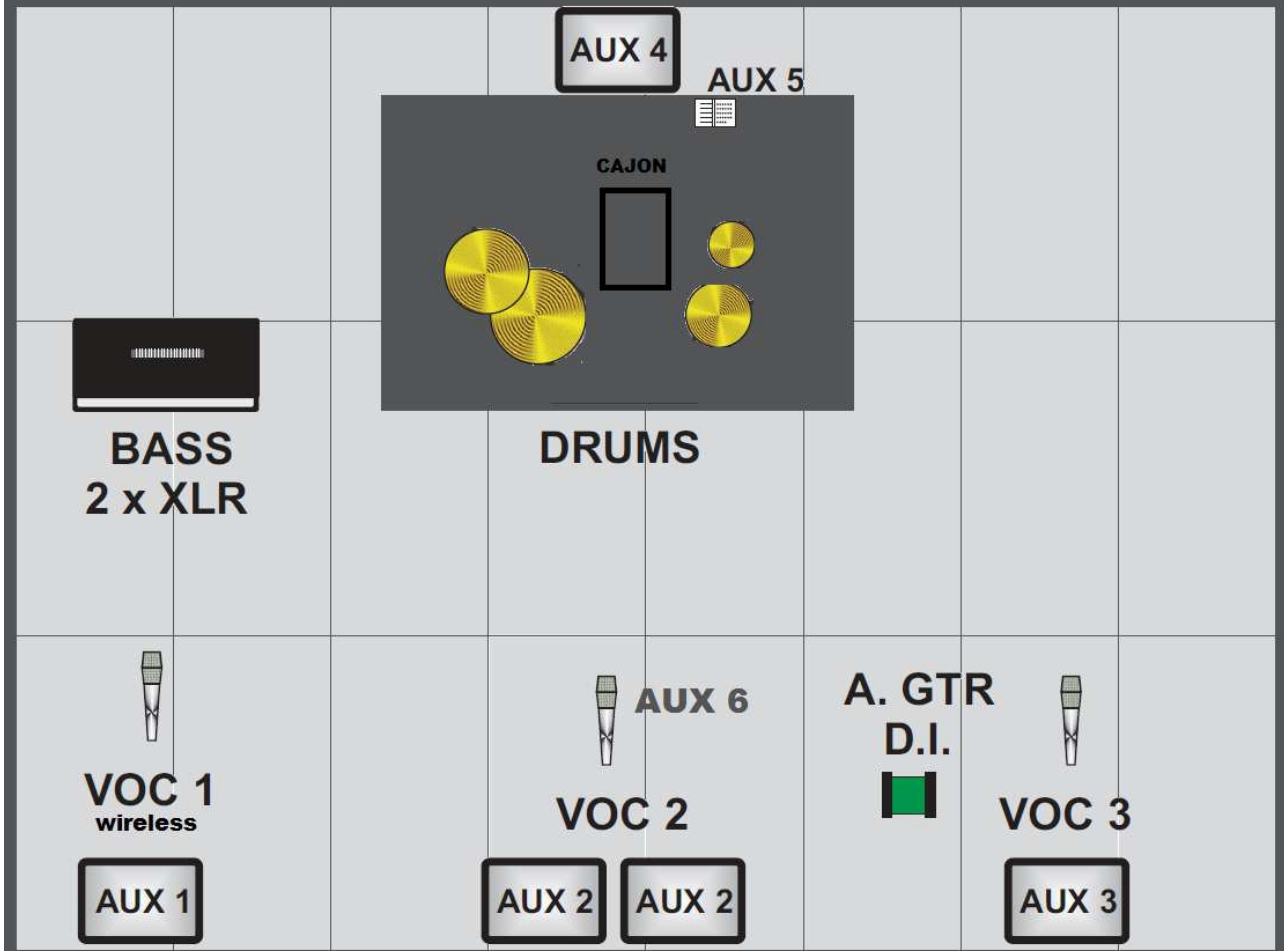 AUX 4
AUX 5
CAJON
BASS
2 x XLR
DRUMS
AUX 6
A. GTR
D.I.
VOC 1
wireless
VOC 2
VOC 3
AUX 1
AUX 2
AUX 2
AUX 3